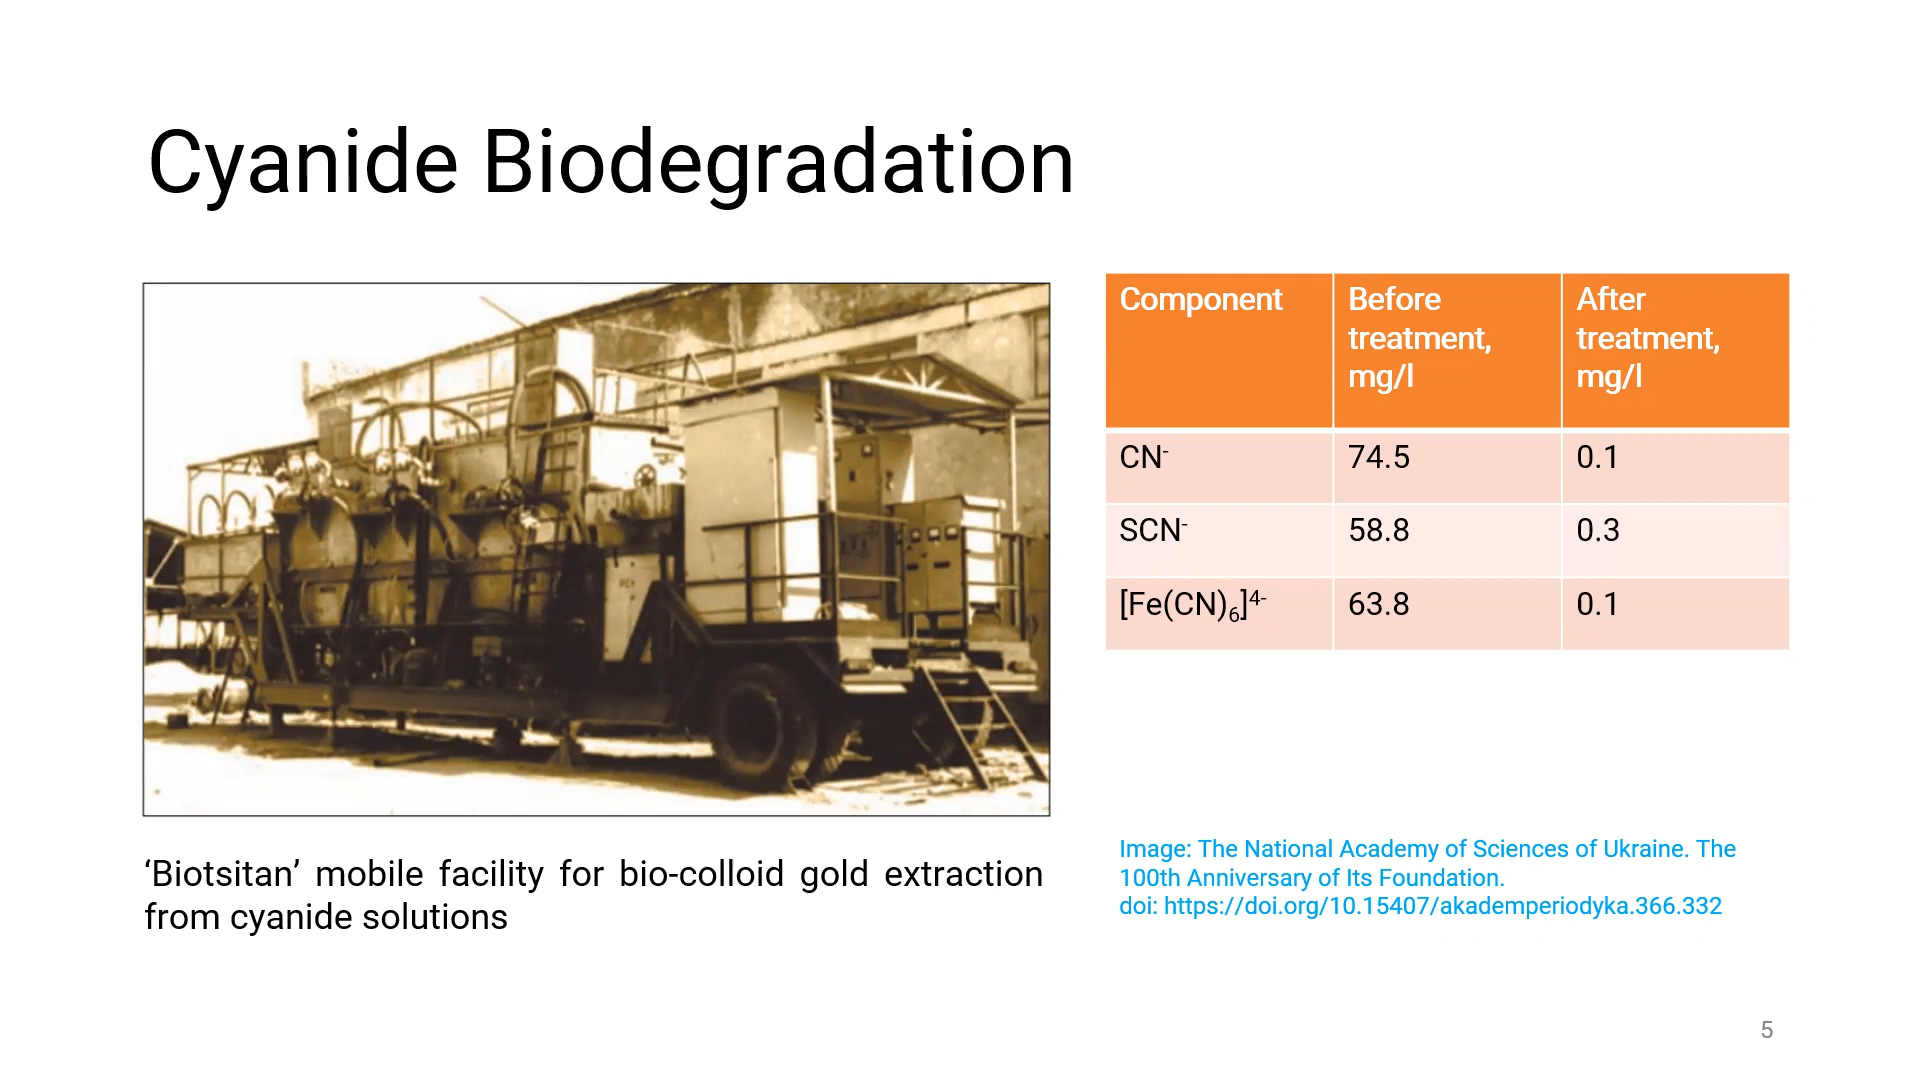 Cyanide Biodegradation
Component Before treatment, mg/l After treatment, mg/l
CN⁻ 74.5 0.1
SCN⁻ 58.8 0.3
[Fe(CN)₆]⁴⁻ 63.8 0.1
‘Biotsitan’ mobile facility for bio-colloid gold extraction
from cyanide solutions
Image: The National Academy of Sciences of Ukraine. The
100th Anniversary of Its Foundation.
doi: https://doi.org/10.15407/akademperiodyka.366.332
5